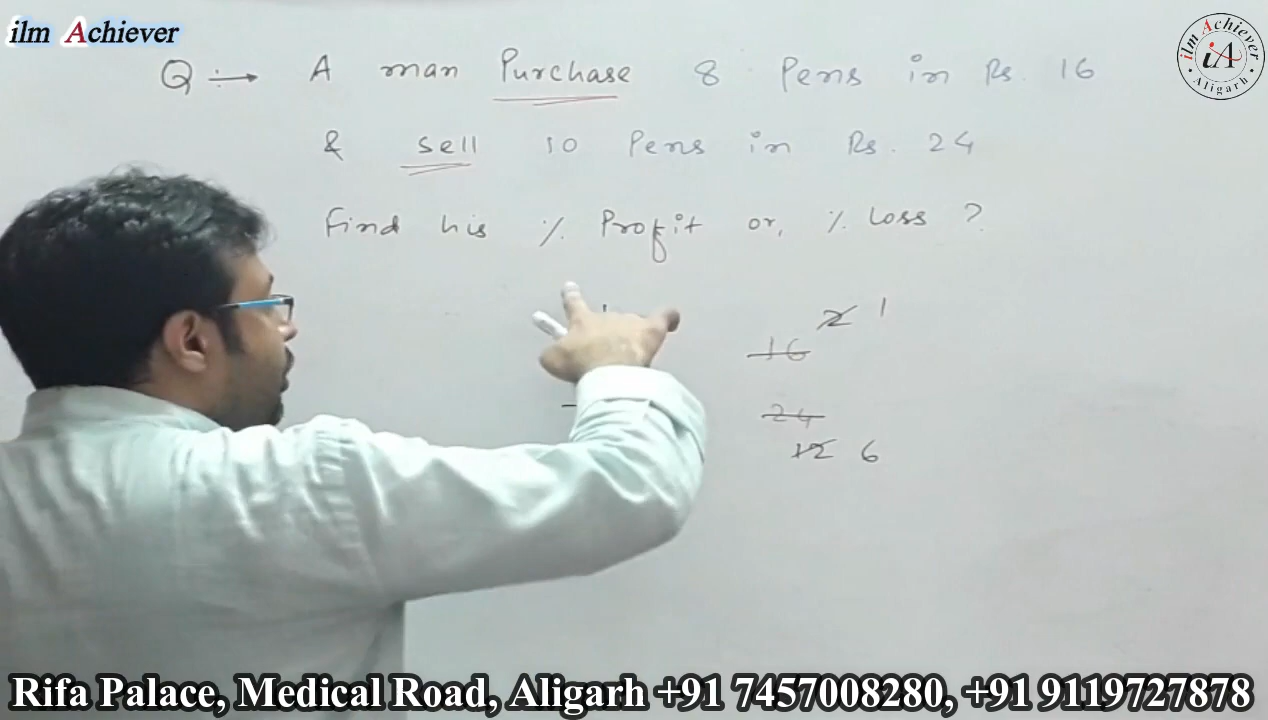 ilm Achiever
ilm Achiever
iA
Aligarh
Q:→ A man Purchase 8 Pens in Rs. 16
& sell 10 Pens in Rs. 24
Find his % Profit or, % Loss ?
2 1
16
24
12 6
Rifa Palace, Medical Road, Aligarh +91 7457008280, +91 9119727878